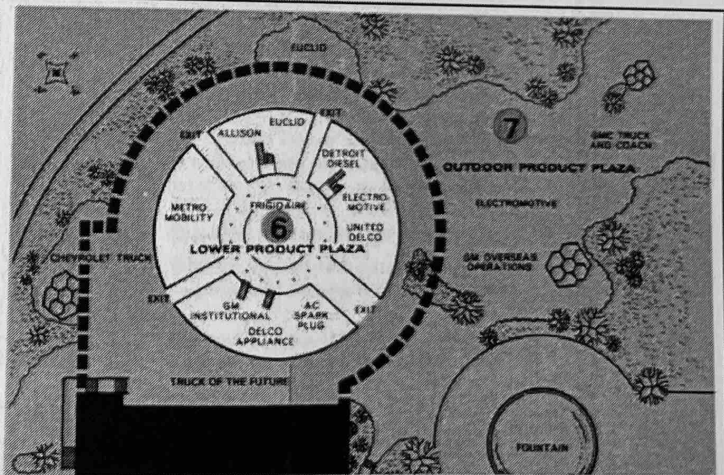 EUCLID
7
GMC TRUCK
AND COACH
OUTDOOR PRODUCT PLAZA
ELECTROMOTIVE
GM OVERSEAS
OPERATIONS
EXIT
ALLISON
EUCLID
EXIT
DETROIT
DIESEL
METRO
MOBILITY
FRIGIDAIRE
ELECTRO-
MOTIVE
6
UNITED
DELCO
LOWER PRODUCT PLAZA
CHEVROLET TRUCK
EXIT
GM
INSTITUTIONAL
DELCO
APPLIANCE
AC
SPARK
PLUG
EXIT
TRUCK OF THE FUTURE
FOUNTAIN